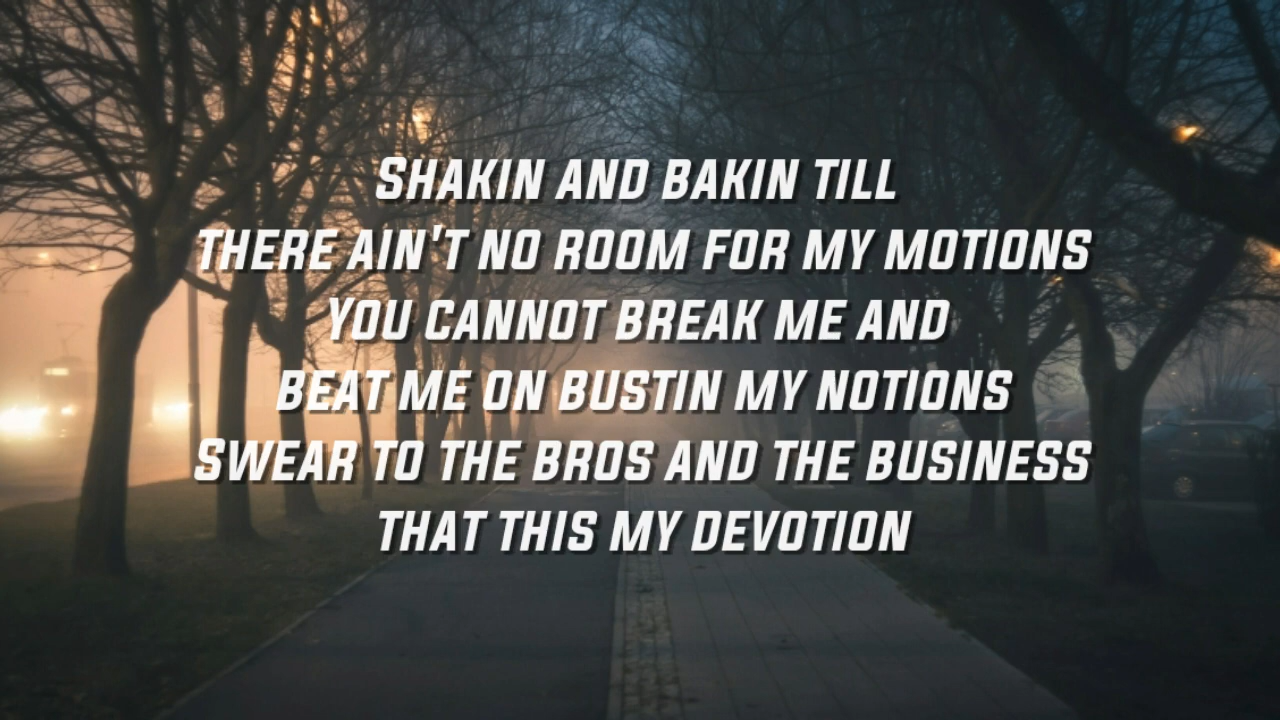 Shakin and bakin till
there ain't no room for my motions
You cannot break me and
beat me on bustin my notions
Swear to the bros and the business
that this my devotion